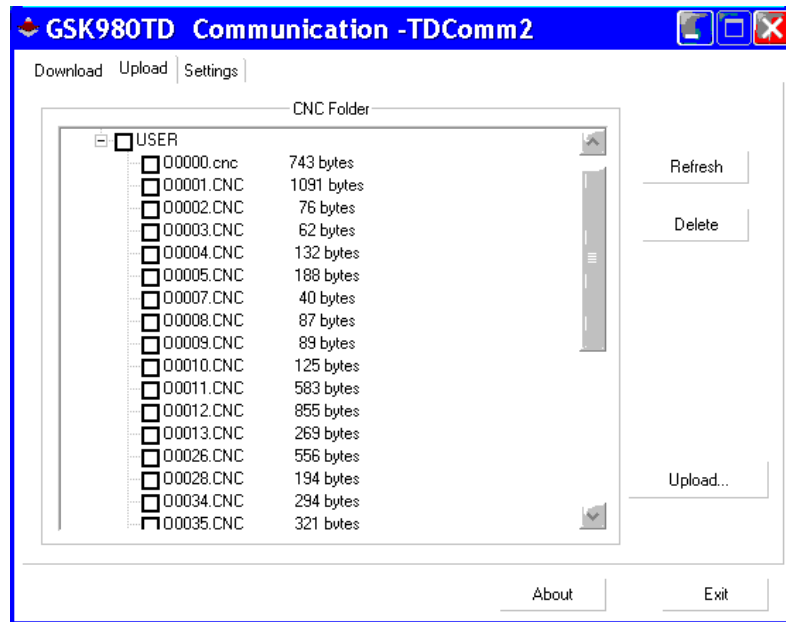 GSK980TD Communication -TDComm2
Download Upload Settings
CNC Folder
USER
O0000.cnc 743 bytes
O0001.CNC 1091 bytes
O0002.CNC 76 bytes
O0003.CNC 62 bytes
O0004.CNC 132 bytes
O0005.CNC 188 bytes
O0007.CNC 40 bytes
O0008.CNC 87 bytes
O0009.CNC 89 bytes
O0010.CNC 125 bytes
O0011.CNC 583 bytes
O0012.CNC 855 bytes
O0013.CNC 269 bytes
O0026.CNC 556 bytes
O0028.CNC 194 bytes
O0034.CNC 294 bytes
O0035.CNC 321 bytes
Refresh
Delete
Upload...
About Exit